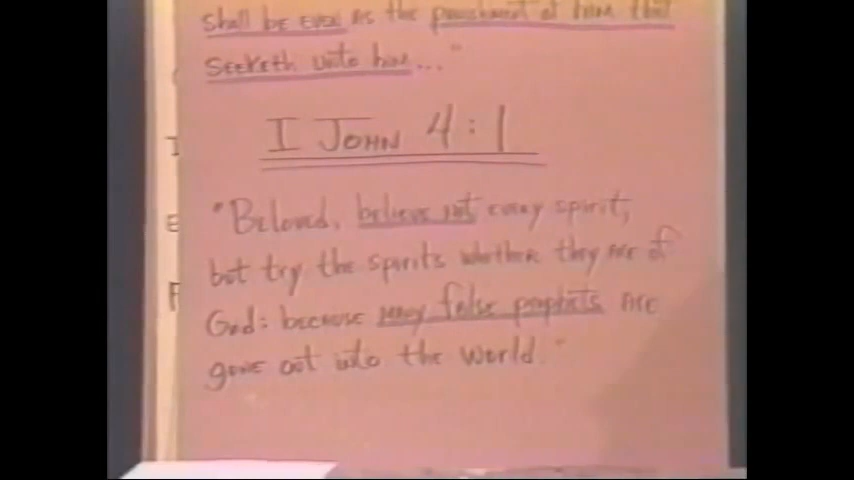 shall be even as the punishment of him that
seeketh unto him..."
I JOHN 4:1
"Beloved, believe not every spirit,
but try the spirits whether they are of
God: because many false prophets are
gone out into the world."